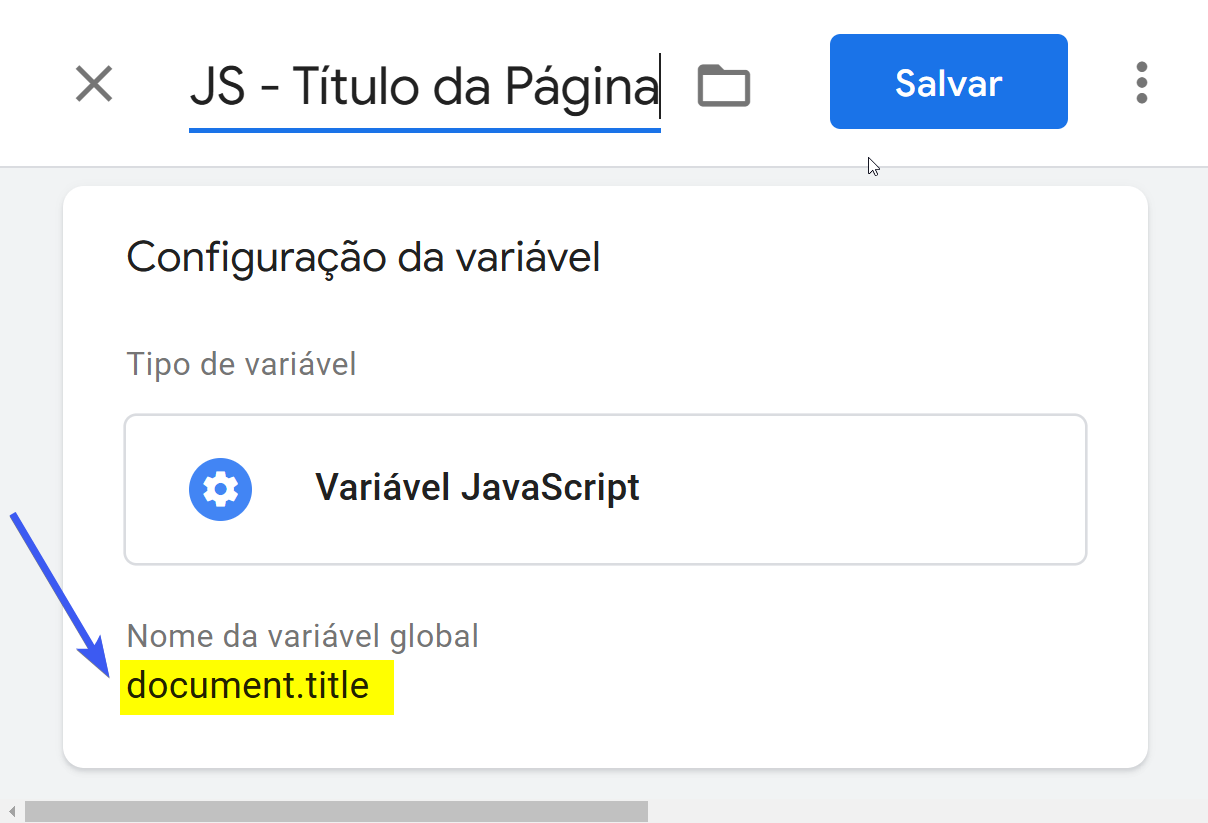 JS - Título da Página
Salvar
Configuração da variável
Tipo de variável
Variável JavaScript
Nome da variável global
document.title